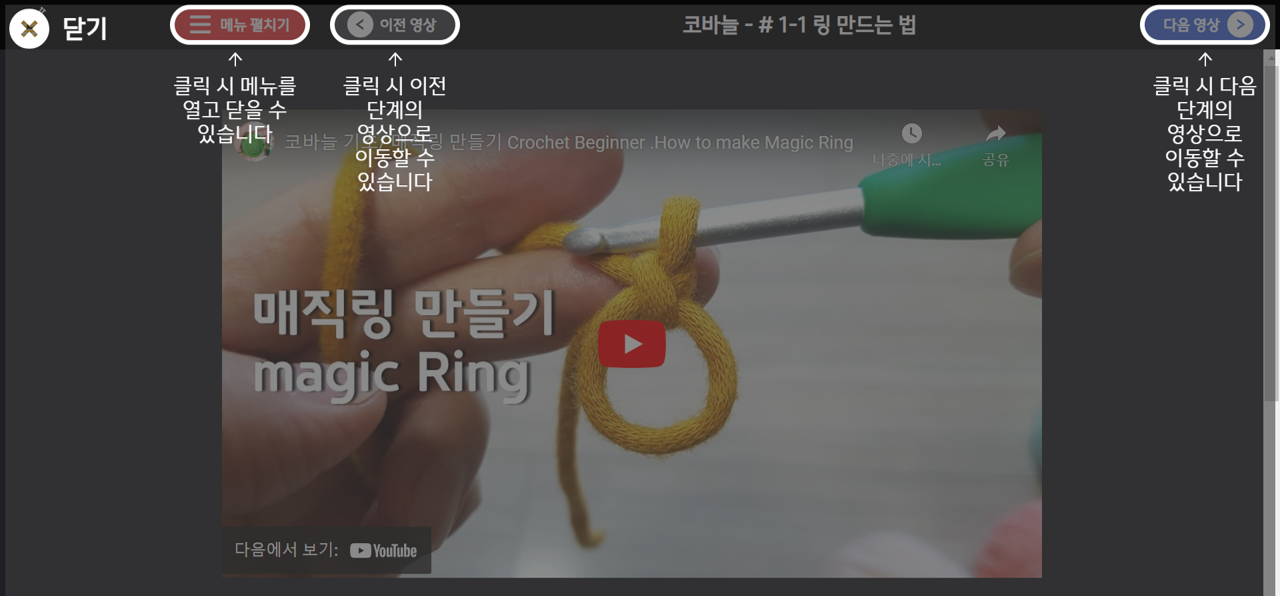 닫기
메뉴 펼치기
이전 영상
코바늘 - # 1-1 링 만드는 법
다음 영상
클릭 시 메뉴를
열고 닫을 수
있습니다
클릭 시 이전
단계의
영상으로
이동할 수
있습니다
클릭 시 다음
단계의
영상으로
이동할 수
있습니다
코바늘 기초 매직링 만들기 Crochet Beginner .How to make Magic Ring
나중에 시...
공유
매직링 만들기
magic Ring
다음에서 보기: YouTube